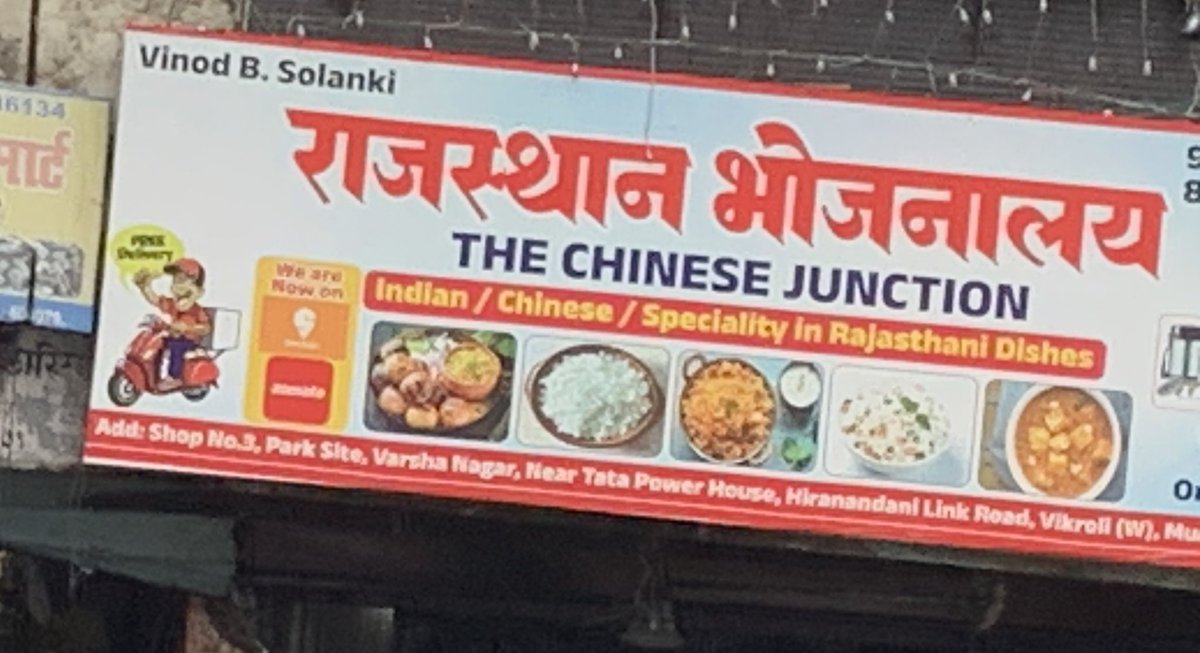 Vinod B. Solanki
राजस्थान भोजनालय
THE CHINESE JUNCTION
Indian / Chinese / Speciality in Rajasthani Dishes
FREE
Delivery
We are
Now on
zomato
Add: Shop No.3, Park Site, Varsha Nagar, Near Tata Power House, Hiranandani Link Road, Vikroli (W), Mu
16134
मार्ट